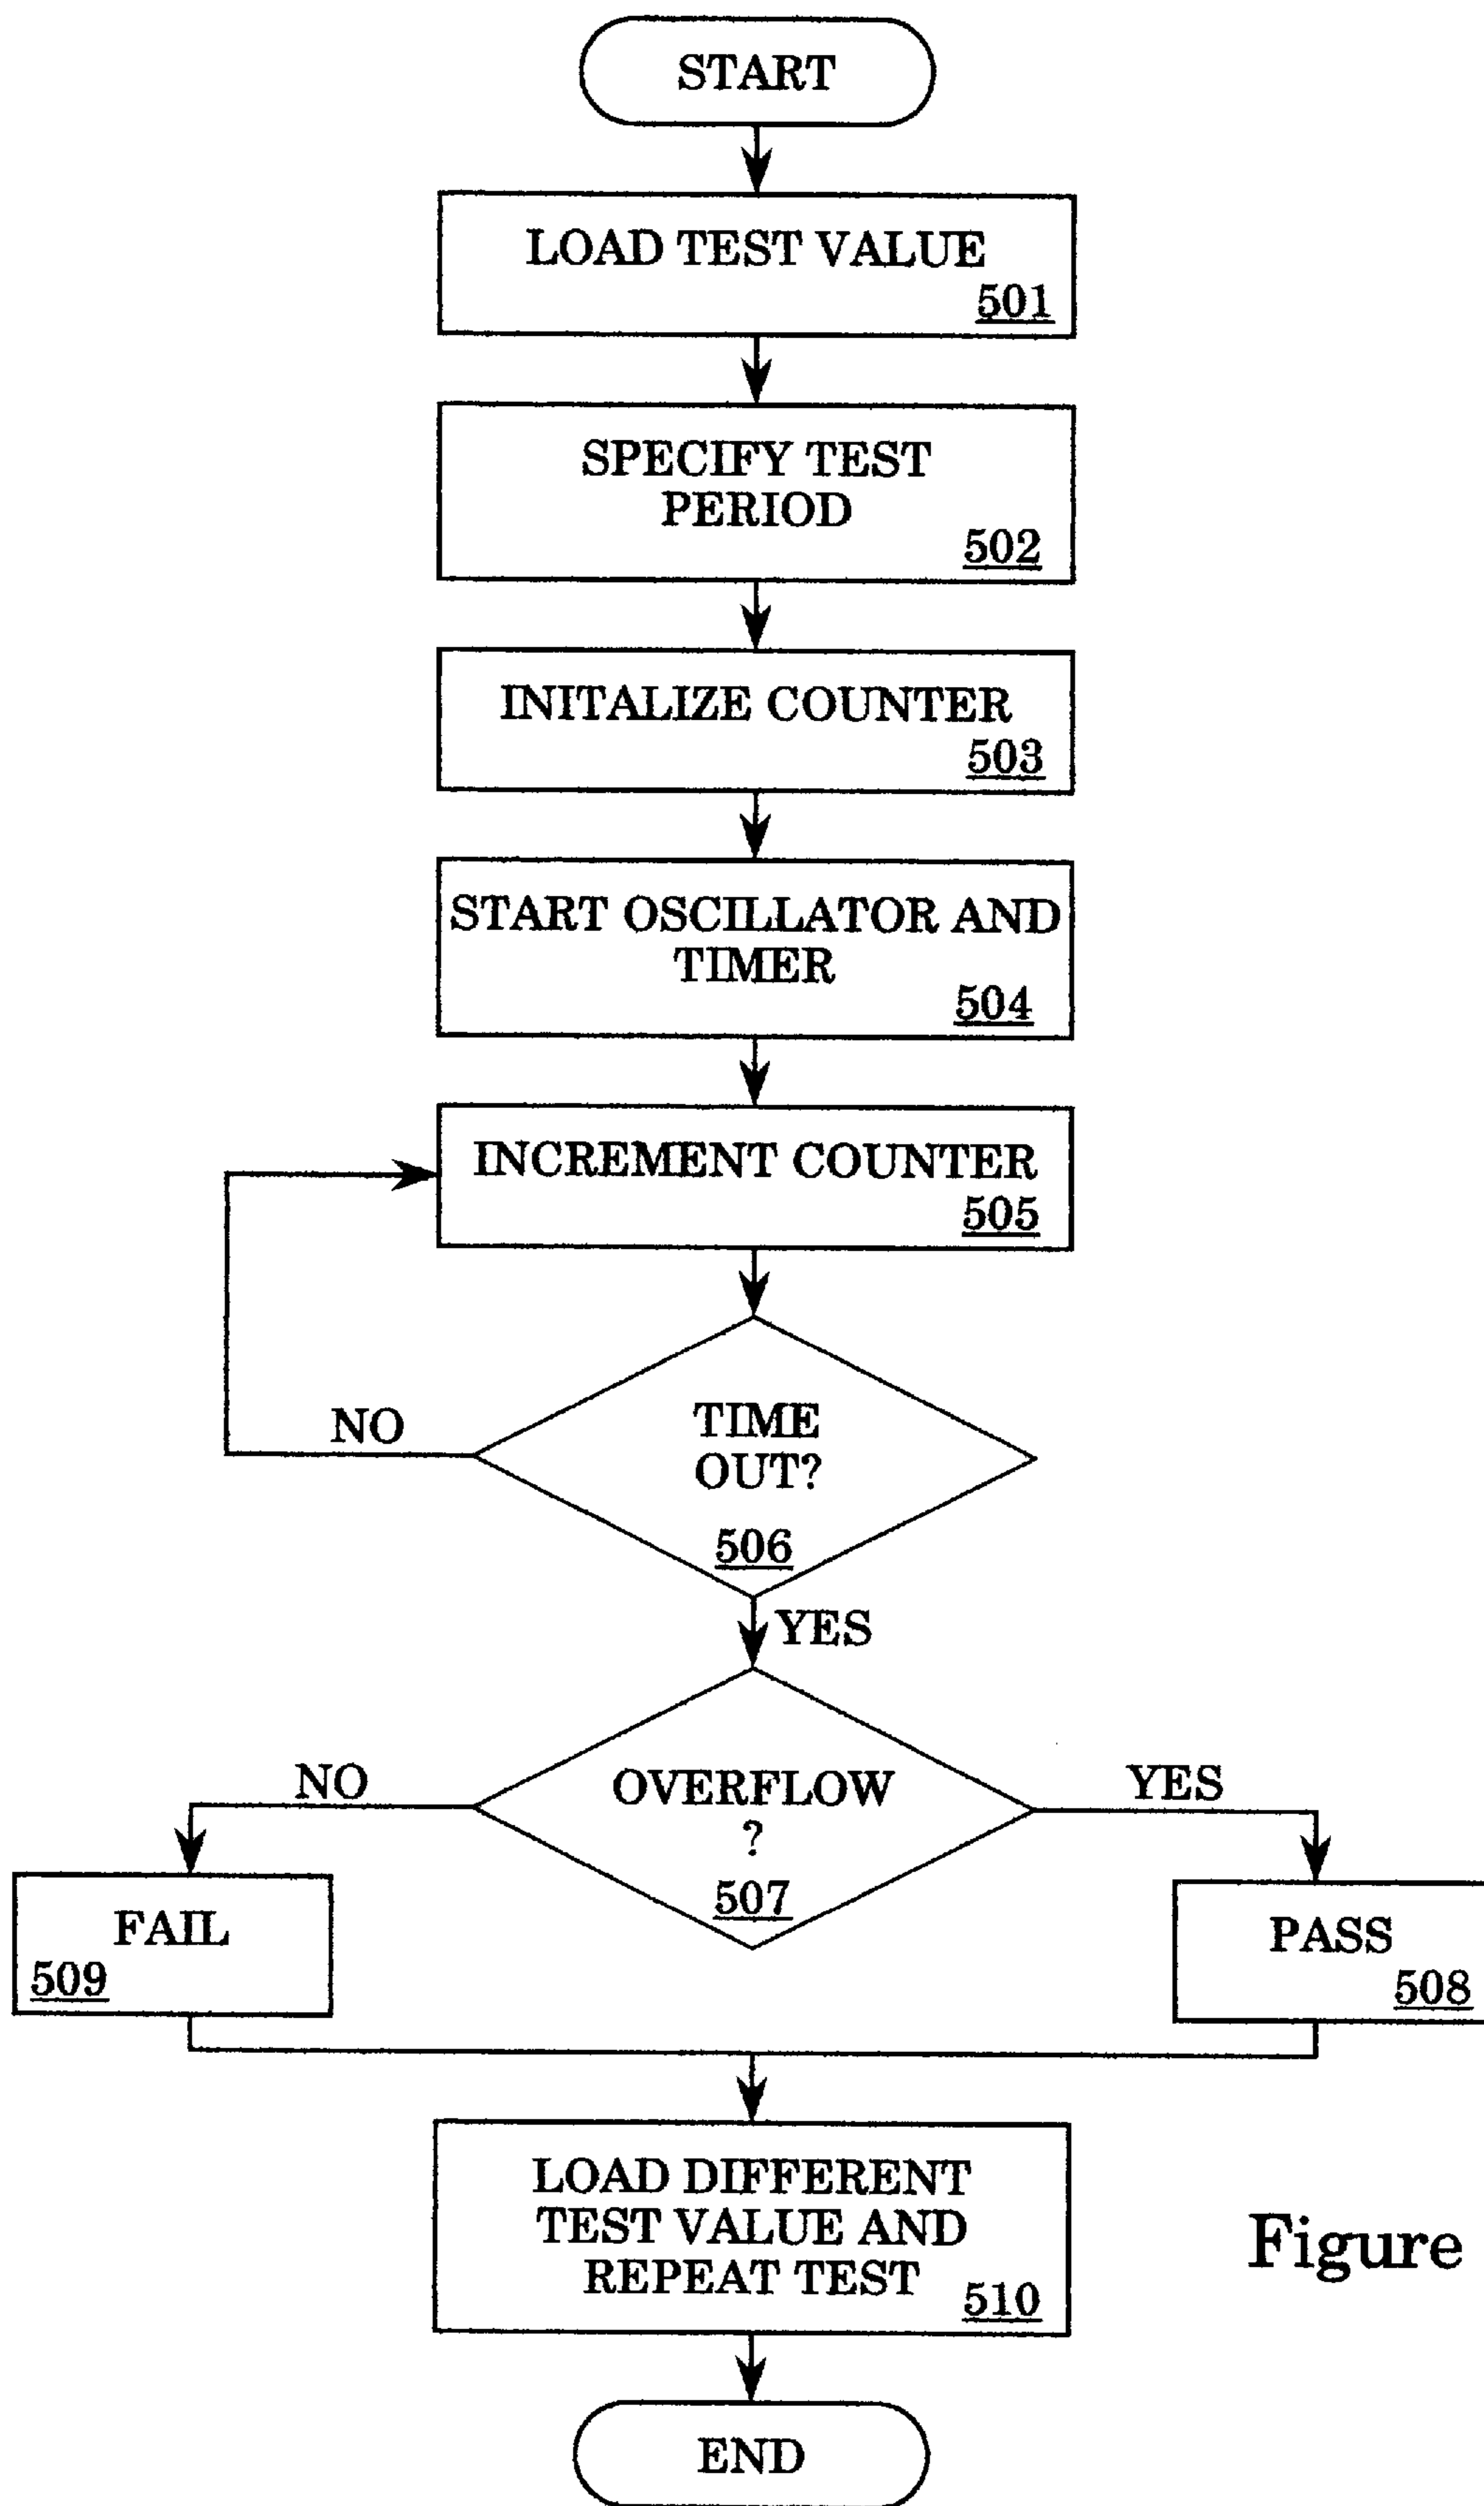 START
LOAD TEST VALUE
501
SPECIFY TEST
PERIOD
502
INITALIZE COUNTER
503
START OSCILLATOR AND
TIMER
504
INCREMENT COUNTER
505
TIME
OUT?
506
NO
YES
OVERFLOW
?
507
NO
YES
FAIL
509
PASS
508
LOAD DIFFERENT
TEST VALUE AND
REPEAT TEST
510
Figure
END